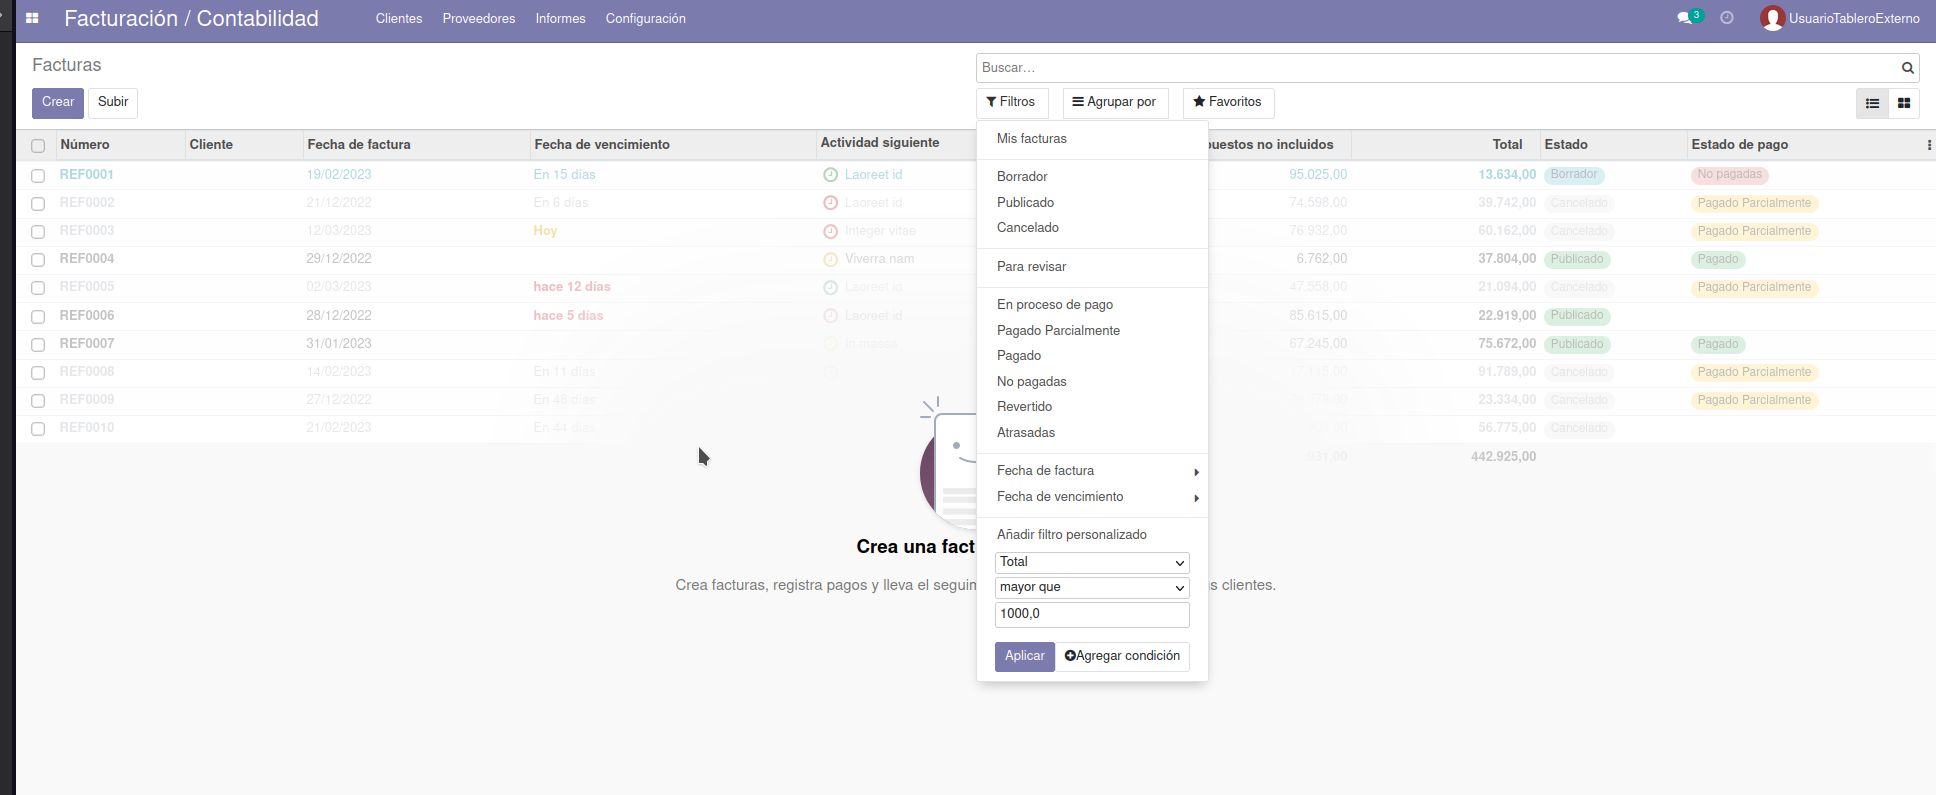 Facturación / Contabilidad Clientes Proveedores Informes Configuración 3 UsuarioTableroExterno
Facturas
Buscar...
Crear Subir
Filtros Agrupar por Favoritos
Número Cliente Fecha de factura Fecha de vencimiento Actividad siguiente puestos no incluidos Total Estado Estado de pago
REF0001 19/02/2023 En 15 días Laoreet id 95.025,00 13.634,00 Borrador No pagadas
REF0002 21/12/2022 En 6 días Laoreet id 74.598,00 39.742,00 Cancelado Pagado Parcialmente
REF0003 12/03/2023 Hoy Integer vitae 76.932,00 60.162,00 Cancelado Pagado Parcialmente
REF0004 29/12/2022 Viverra nam 6.762,00 37.804,00 Publicado Pagado
REF0005 02/03/2023 hace 12 días Laoreet id 47.558,00 21.094,00 Cancelado Pagado Parcialmente
REF0006 28/12/2022 hace 5 días Laoreet id 85.615,00 22.919,00 Publicado
REF0007 31/01/2023 In massa 67.245,00 75.672,00 Publicado Pagado
REF0008 14/02/2023 En 11 días 91.789,00 Cancelado Pagado Parcialmente
REF0009 27/12/2022 En 48 días 23.334,00 Cancelado Pagado Parcialmente
REF0010 21/02/2023 En 44 días 56.775,00 Cancelado
442.925,00
Mis facturas
Borrador
Publicado
Cancelado
Para revisar
En proceso de pago
Pagado Parcialmente
Pagado
No pagadas
Revertido
Atrasadas
Fecha de factura
Fecha de vencimiento
Añadir filtro personalizado
Total
mayor que
1000,0
Aplicar Agregar condición
Crea una fact
Crea facturas, registra pagos y lleva el seguim s clientes.